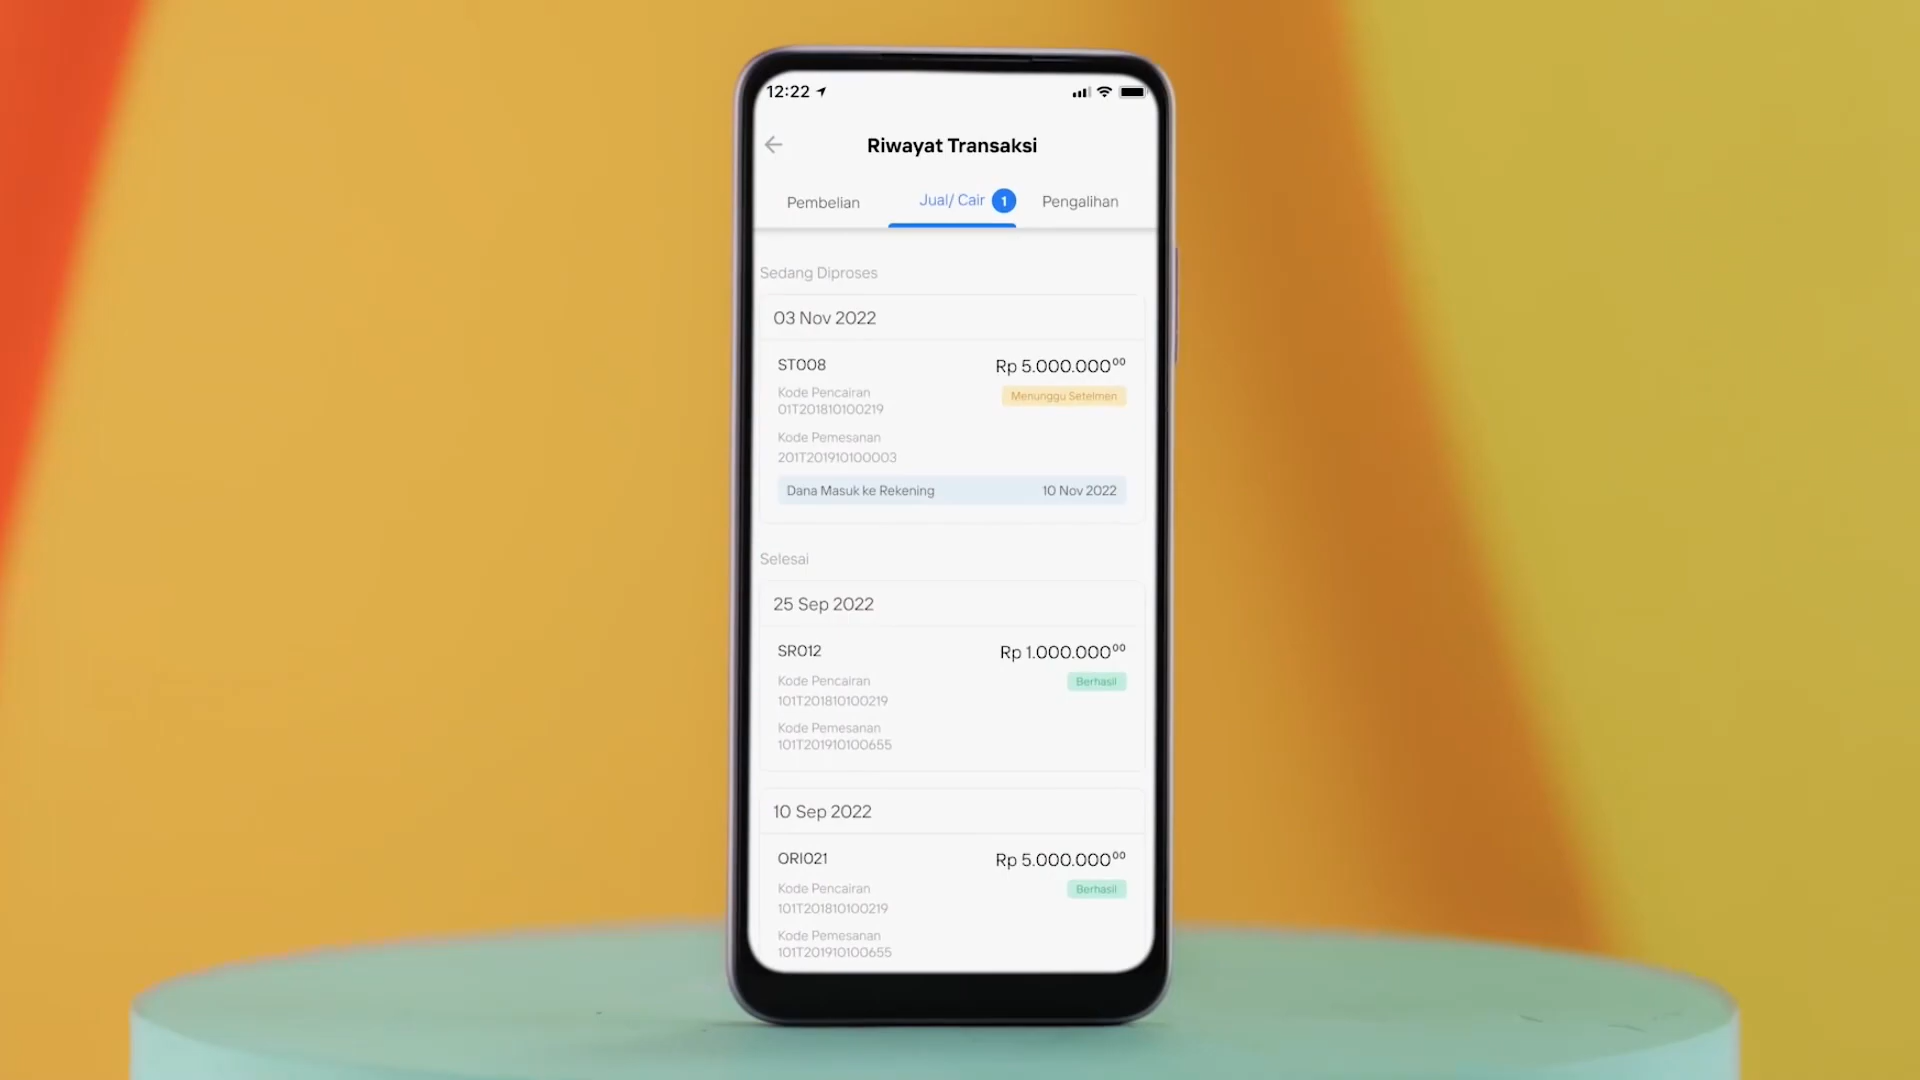 12:22
Riwayat Transaksi
Pembelian
Jual/ Cair 1
Pengalihan
Sedang Diproses
03 Nov 2022
ST008 Rp 5.000.000⁰⁰
Kode Pencairan Menunggu Setelmen
01T201810100219
Kode Pemesanan
201T201910100003
Dana Masuk ke Rekening 10 Nov 2022
Selesai
25 Sep 2022
SR012 Rp 1.000.000⁰⁰
Kode Pencairan Berhasil
101T201810100219
Kode Pemesanan
101T201910100655
10 Sep 2022
ORI021 Rp 5.000.000⁰⁰
Kode Pencairan Berhasil
101T201810100219
Kode Pemesanan
101T201910100655